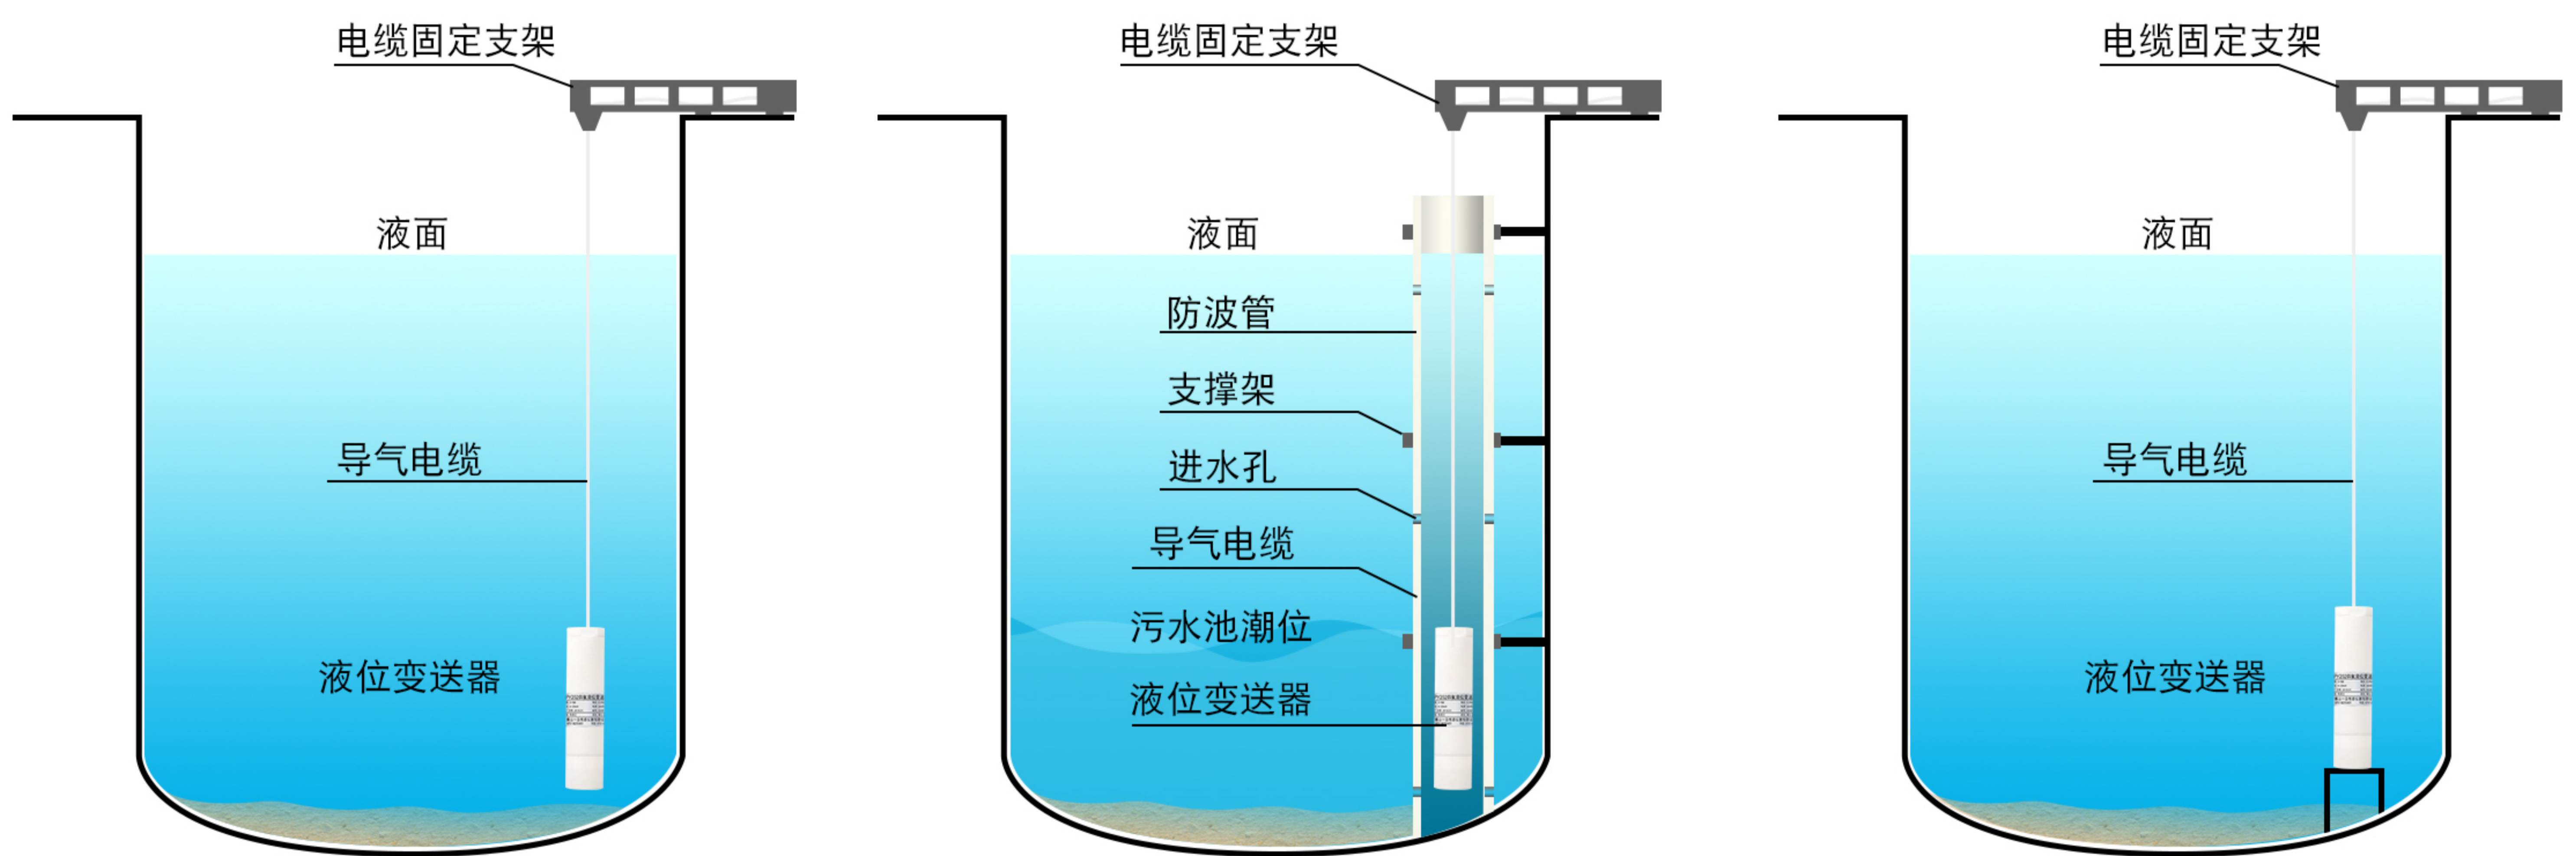 电缆固定支架
液面
导气电缆
液位变送器
电缆固定支架
液面
防波管
支撑架
进水孔
导气电缆
污水池潮位
液位变送器
电缆固定支架
液面
导气电缆
液位变送器